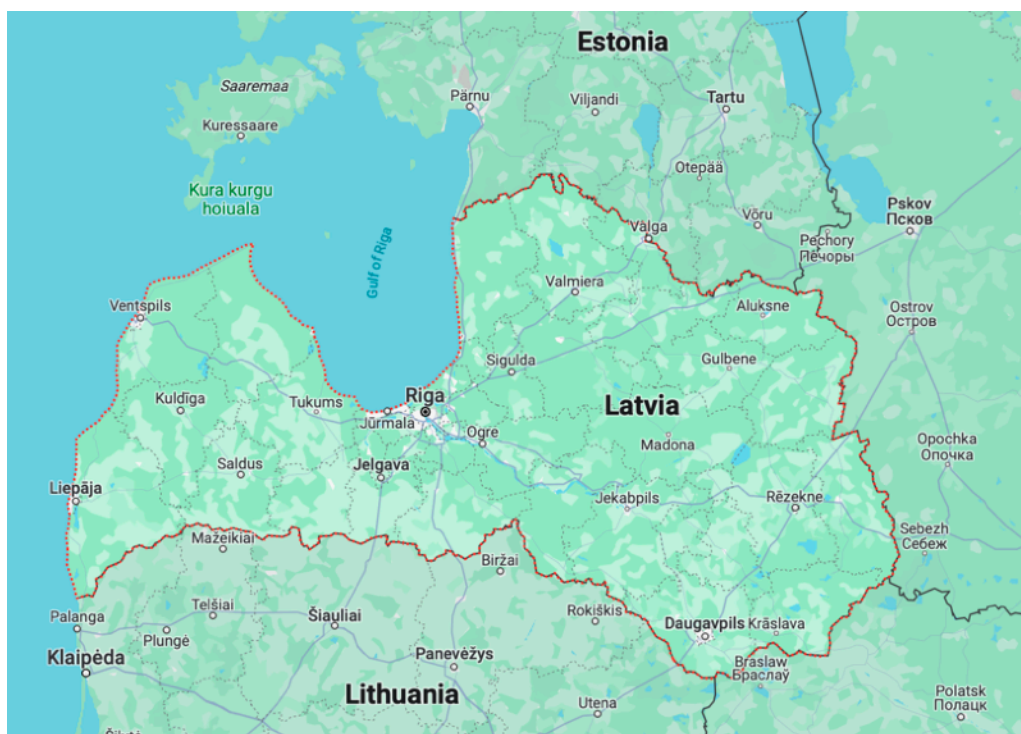 Estonia
Saaremaa
Pärnu
Viljandi
Tartu
Kuressaare
Otepää
Kura kurgu
hoiuala
Võru
Pskov
Псков
Valga
Pechory
Печоры
Gulf of Riga
Valmiera
Ventspils
Aluksne
Ostrov
Остров
Sigulda
Gulbene
Kuldīga
Tukums
Riga
Latvia
Jūrmala
Ogre
Madona
Opochka
Опочка
Saldus
Jelgava
Liepāja
Jekabpils
Rēzekne
Sebezh
Себеж
Mažeikiai
Biržai
Palanga
Telšiai
Šiauliai
Rokiškis
Daugavpils
Krāslava
Plungė
Klaipėda
Panevėžys
Braslaw
Браслаў
Lithuania
Utena
Polatsk
Полацк